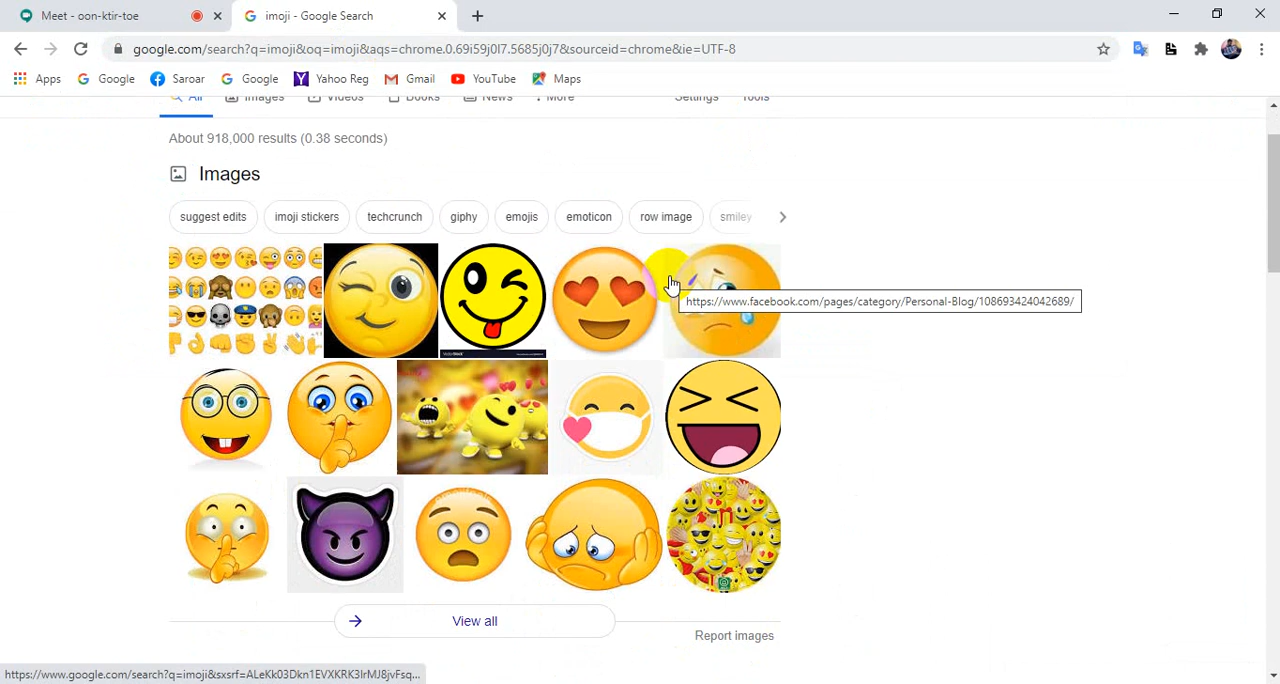 Meet - oon-ktir-toe
imoji - Google Search
google.com/search?q=imoji&oq=imoji&aqs=chrome.0.69i59j0l7.5685j0j7&sourceid=chrome&ie=UTF-8
Apps Google Saroar Google Yahoo Reg Gmail YouTube Maps
All Images Videos Books News More Settings Tools
About 918,000 results (0.38 seconds)
Images
suggest edits imoji stickers techcrunch giphy emojis emoticon row image smiley
https://www.facebook.com/pages/category/Personal-Blog/108693424042689/
View all
Report images
https://www.google.com/search?q=imoji&sxsrf=ALeKk03Dkn1EVXKRK3IrMJ8jvFsq...